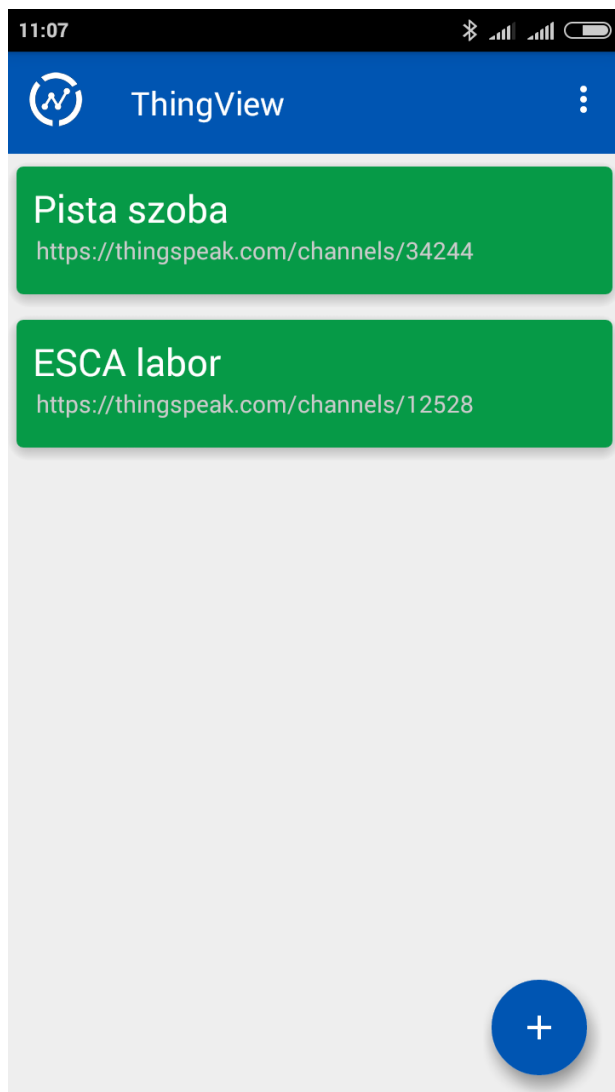 11:07
ThingView
Pista szoba
https://thingspeak.com/channels/34244
ESCA labor
https://thingspeak.com/channels/12528
+